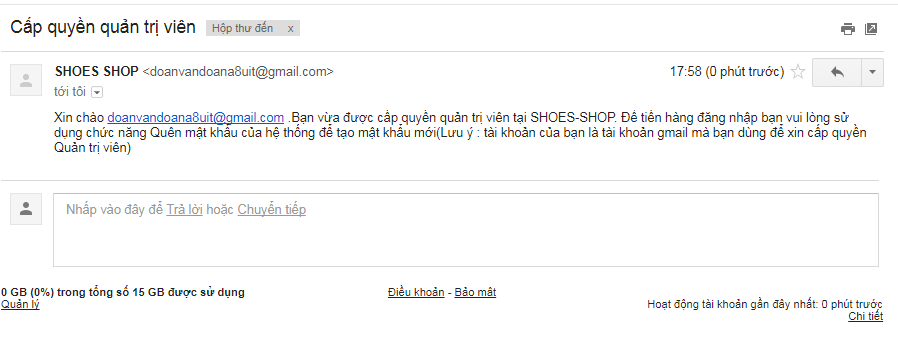 Cấp quyền quản trị viên Hộp thư đến x
SHOES SHOP <doanvandoana8uit@gmail.com> 17:58 (0 phút trước)
tới tôi
Xin chào doanvandoana8uit@gmail.com .Bạn vừa được cấp quyền quản trị viên tại SHOES-SHOP. Để tiến hàng đăng nhập bạn vui lòng sử
dụng chức năng Quên mật khẩu của hệ thống để tạo mật khẩu mới(Lưu ý : tài khoản của bạn là tài khoản gmail mà bạn dùng để xin cấp quyền
Quản trị viên)
Nhấp vào đây để Trả lời hoặc Chuyển tiếp
0 GB (0%) trong tổng số 15 GB được sử dụng
Quản lý
Điều khoản - Bảo mật
Hoạt động tài khoản gần đây nhất: 0 phút trước
Chi tiết